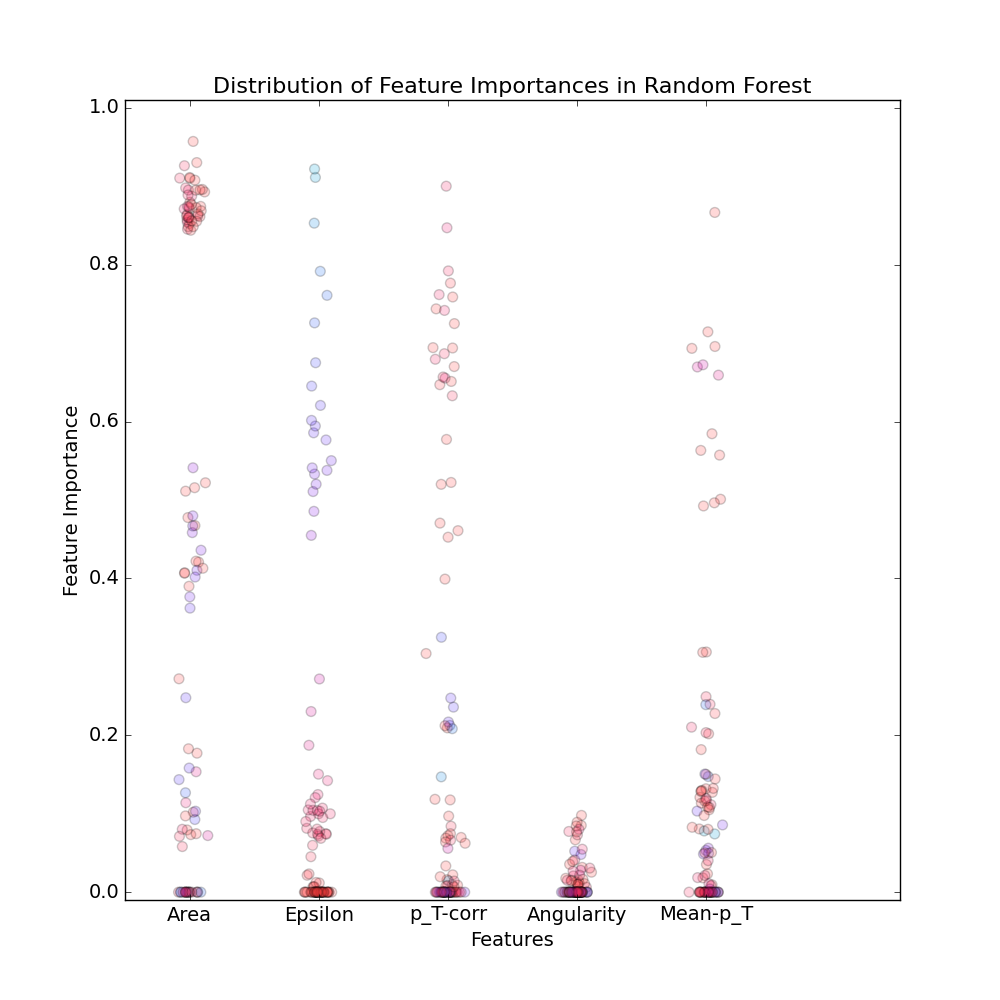 Distribution of Feature Importances in Random Forest
1.0
0.8
0.6
0.4
0.2
0.0
Feature Importance
Area Epsilon p_T-corr Angularity Mean-p_T
Features